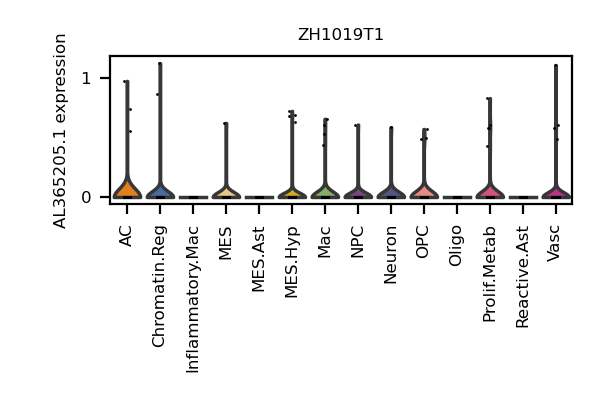 ZH1019T1
AL365205.1 expression
1
0
AC
Chromatin.Reg
Inflammatory.Mac
MES
MES.Ast
MES.Hyp
Mac
NPC
Neuron
OPC
Oligo
Prolif.Metab
Reactive.Ast
Vasc